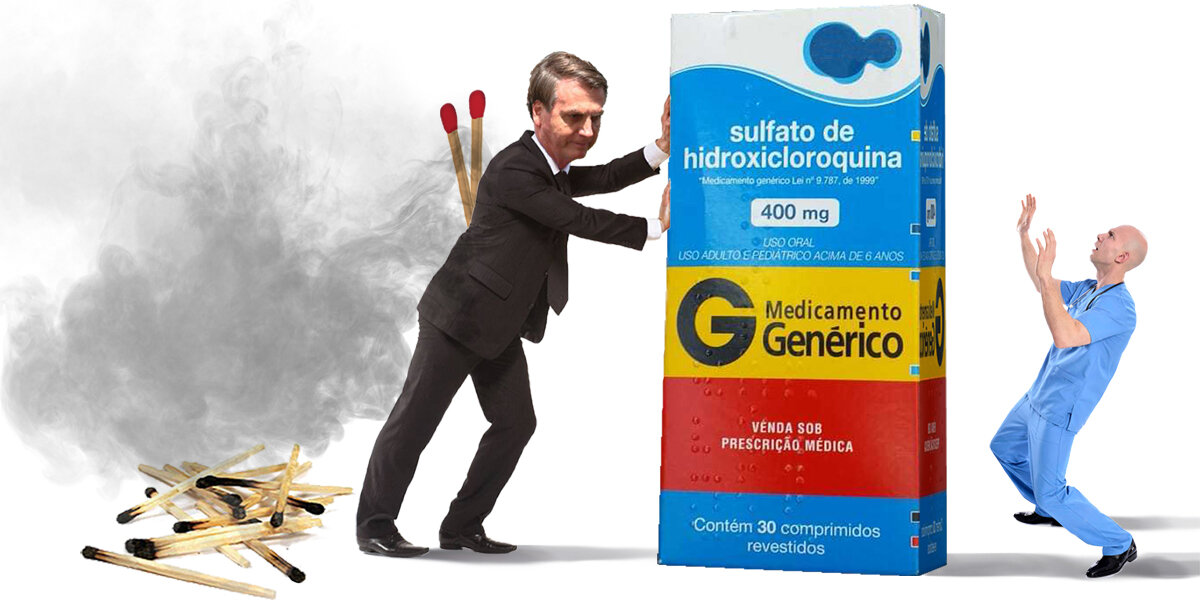 sulfato de
hidroxicloroquina
"Medicamento genérico Lei nº 9.787, de 1999"
400 mg
USO ORAL
USO ADULTO E PEDIÁTRICO ACIMA DE 6 ANOS
G Medicamento
Genérico
VENDA SOB
PRESCRIÇÃO MÉDICA
Contém 30 comprimidos
revestidos